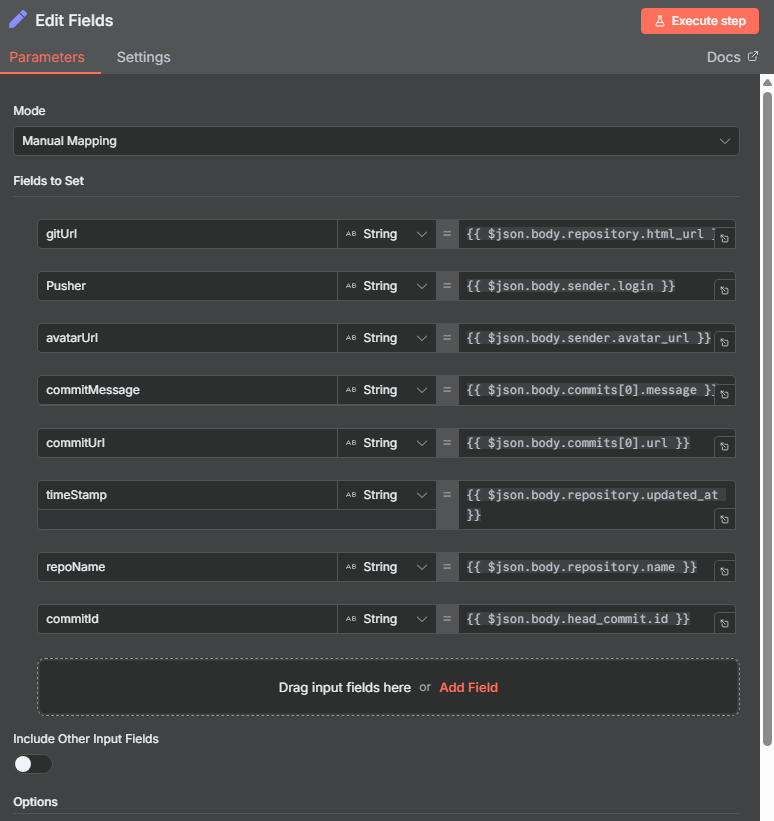 Edit Fields
Execute step
Parameters
Settings
Docs
Mode
Manual Mapping
Fields to Set
gitUrl AB String = {{ $json.body.repository.html_url }
Pusher AB String = {{ $json.body.sender.login }}
avatarUrl AB String = {{ $json.body.sender.avatar_url }}
commitMessage AB String = {{ $json.body.commits[0].message }}
commitUrl AB String = {{ $json.body.commits[0].url }}
timeStamp AB String = {{ $json.body.repository.updated_at
}}
repoName AB String = {{ $json.body.repository.name }}
commitId AB String = {{ $json.body.head_commit.id }}
Drag input fields here or Add Field
Include Other Input Fields
Options